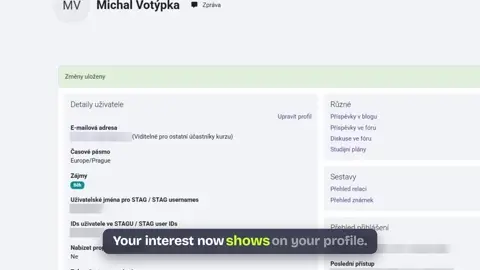 MV
Michal Votýpka
Zpráva
Změny uloženy
Detaily uživatele
Upravit profil
E-mailová adresa
(Viditelné pro ostatní účastníky kurzu)
Časové pásmo
Europe/Prague
Zájmy
Uživatelské jména pro STAG / STAG usernames
IDs uživatele ve STAGU / STAG user IDs
Nabízet
Ne
Různé
Příspěvky v blogu
Příspěvky ve fóru
Diskuse ve fóru
Studijní plány
Sestavy
Přehled relací
Přehled známek
Přehled přihlášení
Poslední přístup
Your interest now shows on your profile.